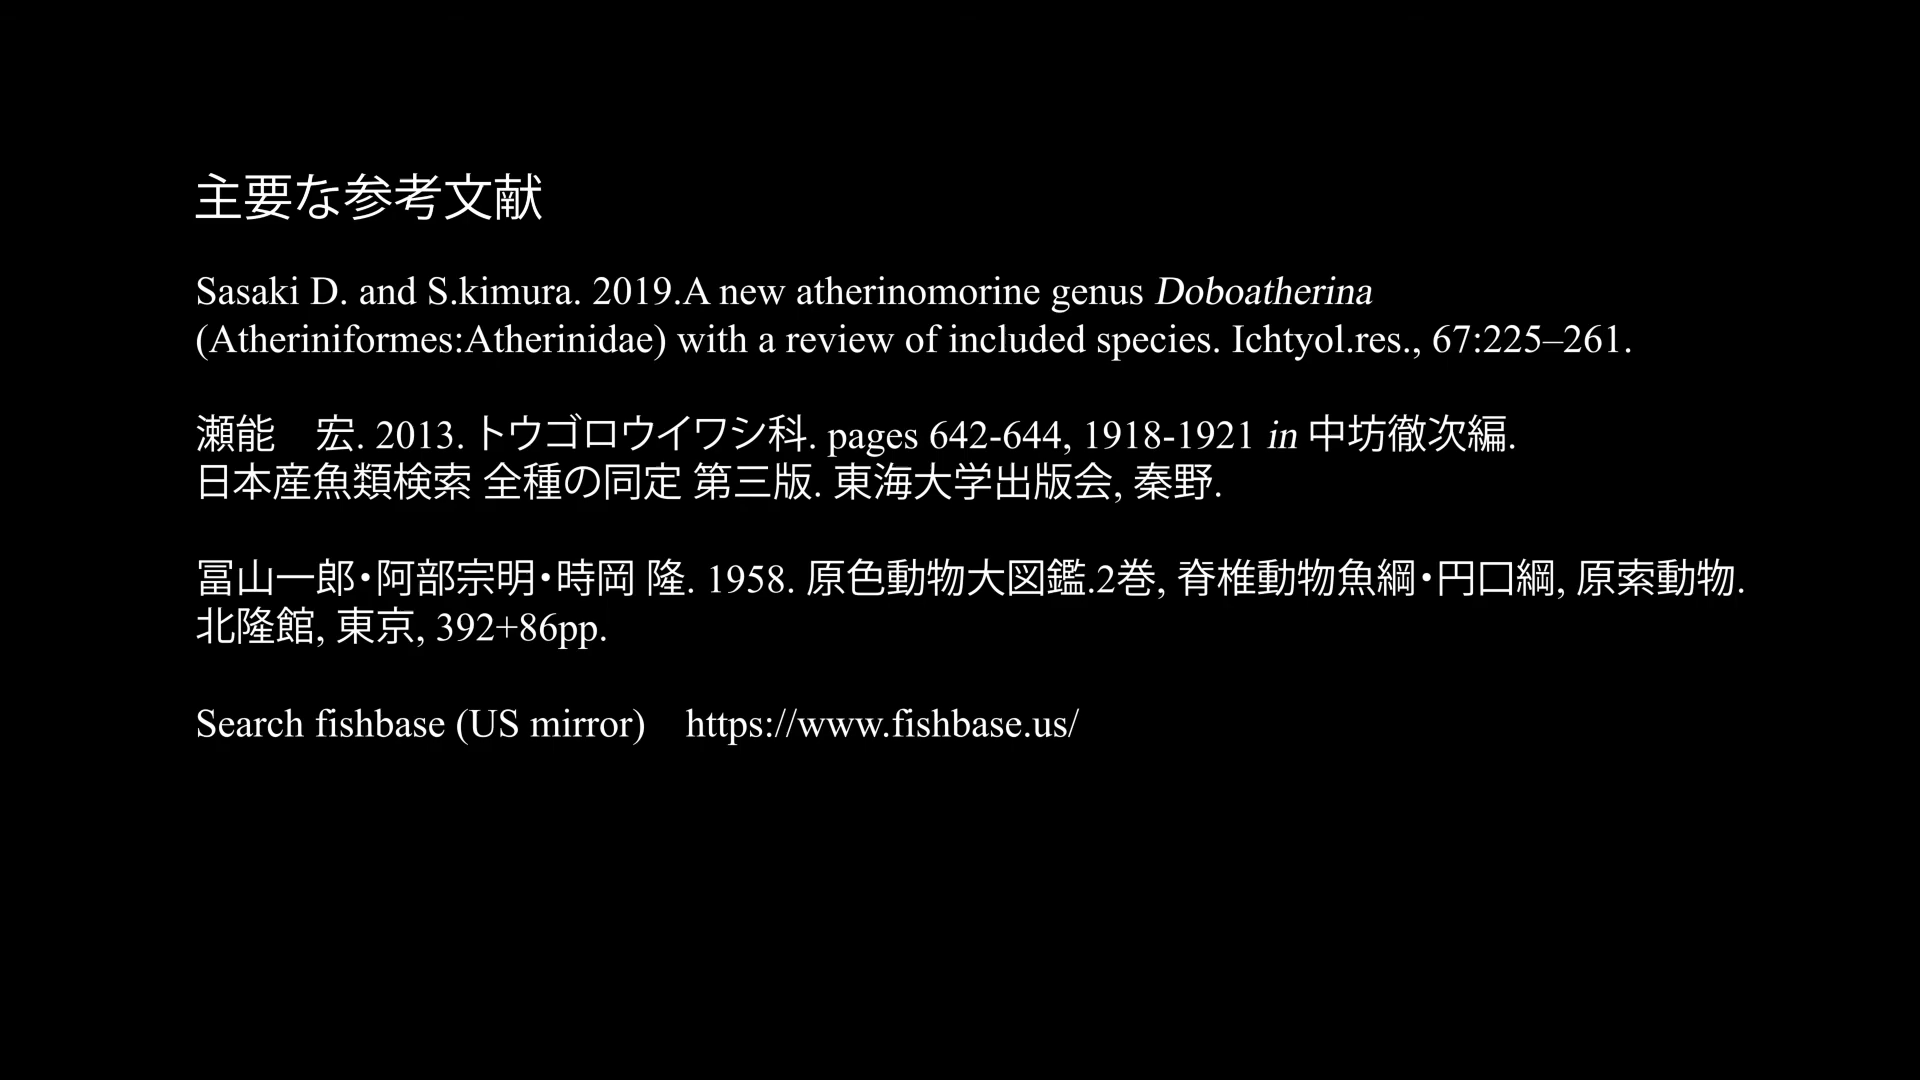 主要な参考文献
Sasaki D. and S.kimura. 2019.A new atherinomorine genus Doboatherina
(Atheriniformes:Atherinidae) with a review of included species. Ichtyol.res., 67:225–261.
瀬能　宏. 2013. トウゴロウイワシ科. pages 642-644, 1918-1921 in 中坊徹次編.
日本産魚類検索 全種の同定 第三版. 東海大学出版会, 秦野.
冨山一郎・阿部宗明・時岡 隆. 1958. 原色動物大図鑑.2巻, 脊椎動物魚綱・円口綱, 原索動物.
北隆館, 東京, 392+86pp.
Search fishbase (US mirror)　https://www.fishbase.us/